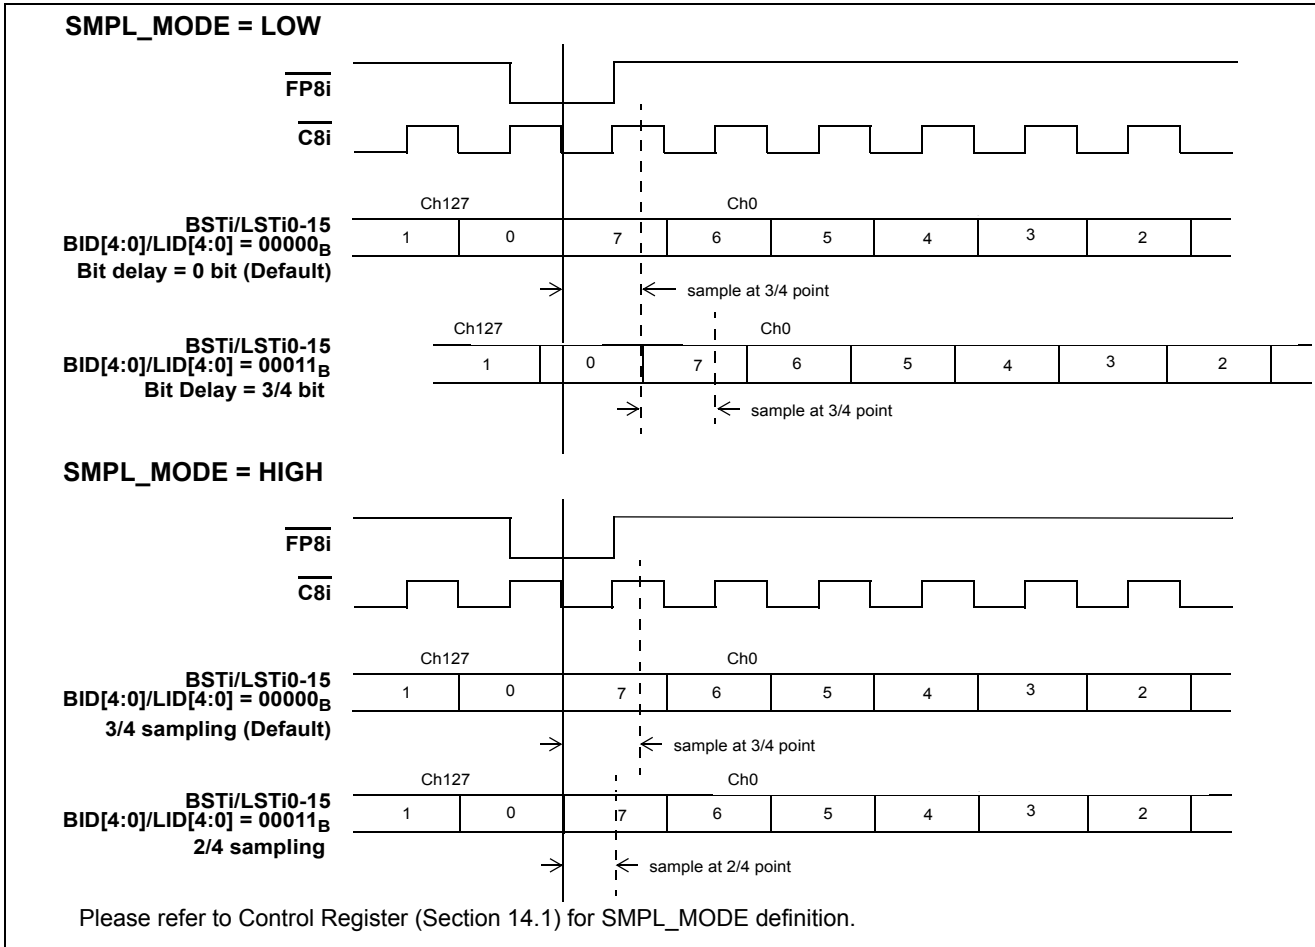 SMPL_MODE = LOW
FP8i
C8i
Ch127 Ch0
BSTi/LSTi0-15
BID[4:0]/LID[4:0] = 00000B
Bit delay = 0 bit (Default)
1 0 7 6 5 4 3 2
sample at 3/4 point
Ch127 Ch0
BSTi/LSTi0-15
BID[4:0]/LID[4:0] = 00011B
Bit Delay = 3/4 bit
1 0 7 6 5 4 3 2
sample at 3/4 point
SMPL_MODE = HIGH
FP8i
C8i
Ch127 Ch0
BSTi/LSTi0-15
BID[4:0]/LID[4:0] = 00000B
3/4 sampling (Default)
1 0 7 6 5 4 3 2
sample at 3/4 point
Ch127 Ch0
BSTi/LSTi0-15
BID[4:0]/LID[4:0] = 00011B
2/4 sampling
1 0 7 6 5 4 3 2
sample at 2/4 point
Please refer to Control Register (Section 14.1) for SMPL_MODE definition.